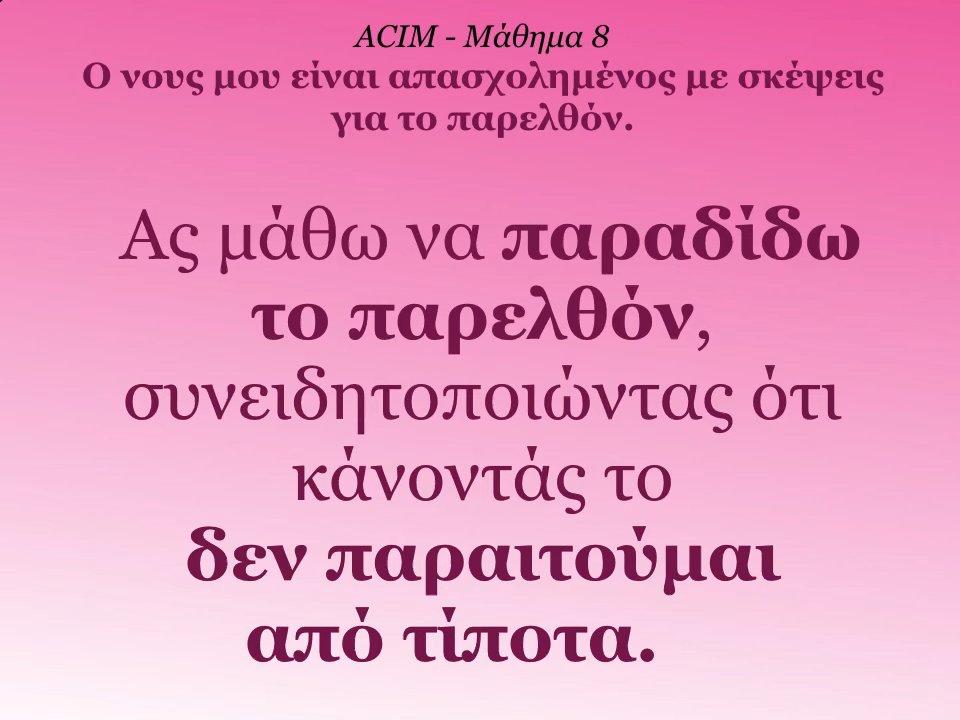 ACIM - Μάθημα 8
Ο νους μου είναι απασχολημένος με σκέψεις
για το παρελθόν.
Ας μάθω να παραδίδω
το παρελθόν,
συνειδητοποιώντας ότι
κάνοντάς το
δεν παραιτούμαι
από τίποτα.